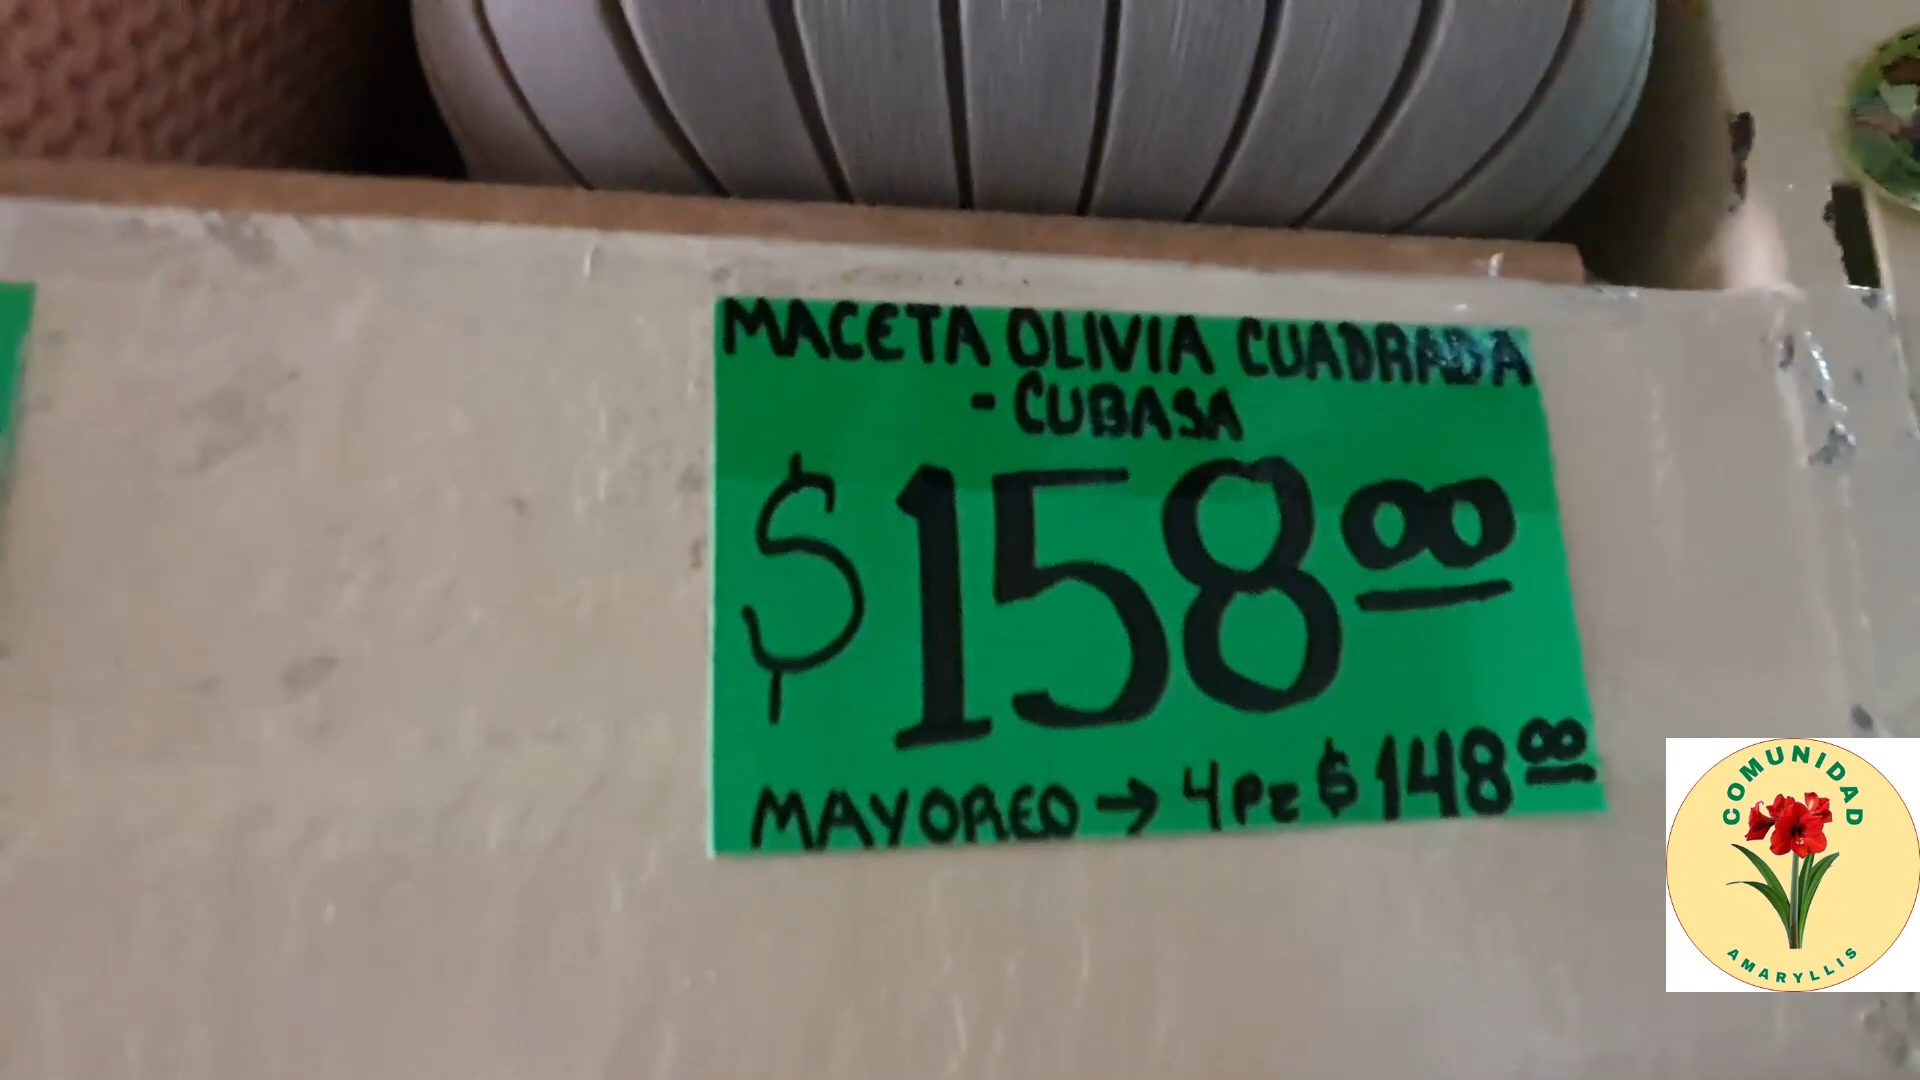 MACETA OLIVIA CUADRADA
- CUBASA
$158.00
MAYOREO → 4Pz $148.00
COMUNIDAD
AMARYLLIS